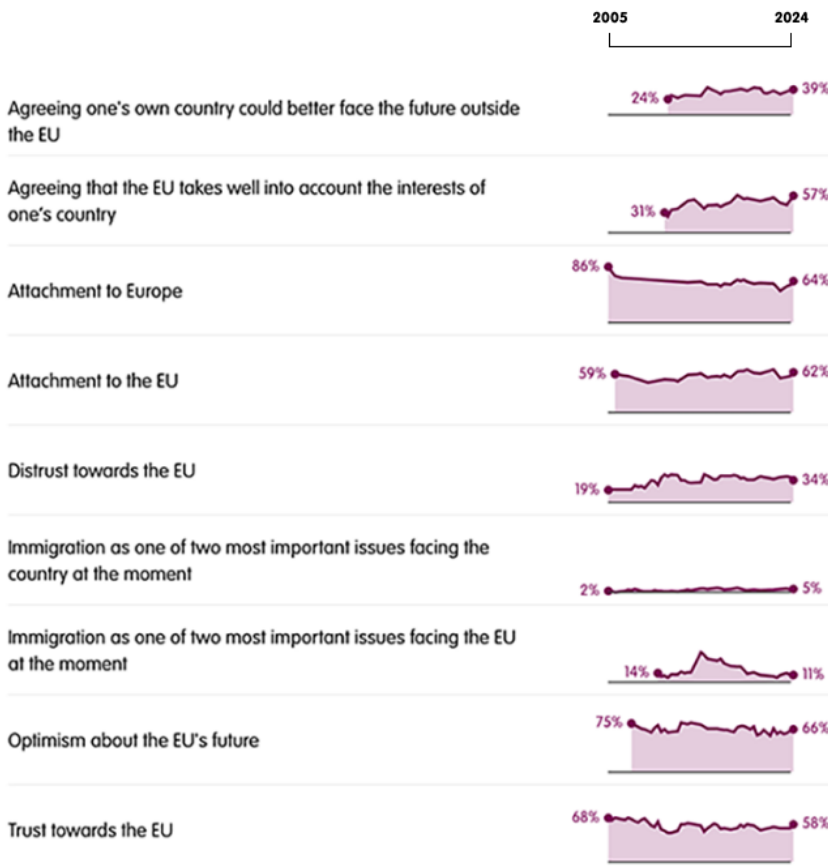 2005 2024
Agreeing one's own country could better face the future outside
the EU
24% 39%
Agreeing that the EU takes well into account the interests of
one's country
31% 57%
Attachment to Europe
86% 64%
Attachment to the EU
59% 62%
Distrust towards the EU
19% 34%
Immigration as one of two most important issues facing the
country at the moment
2% 5%
Immigration as one of two most important issues facing the EU
at the moment
14% 11%
Optimism about the EU's future
75% 66%
Trust towards the EU
68% 58%